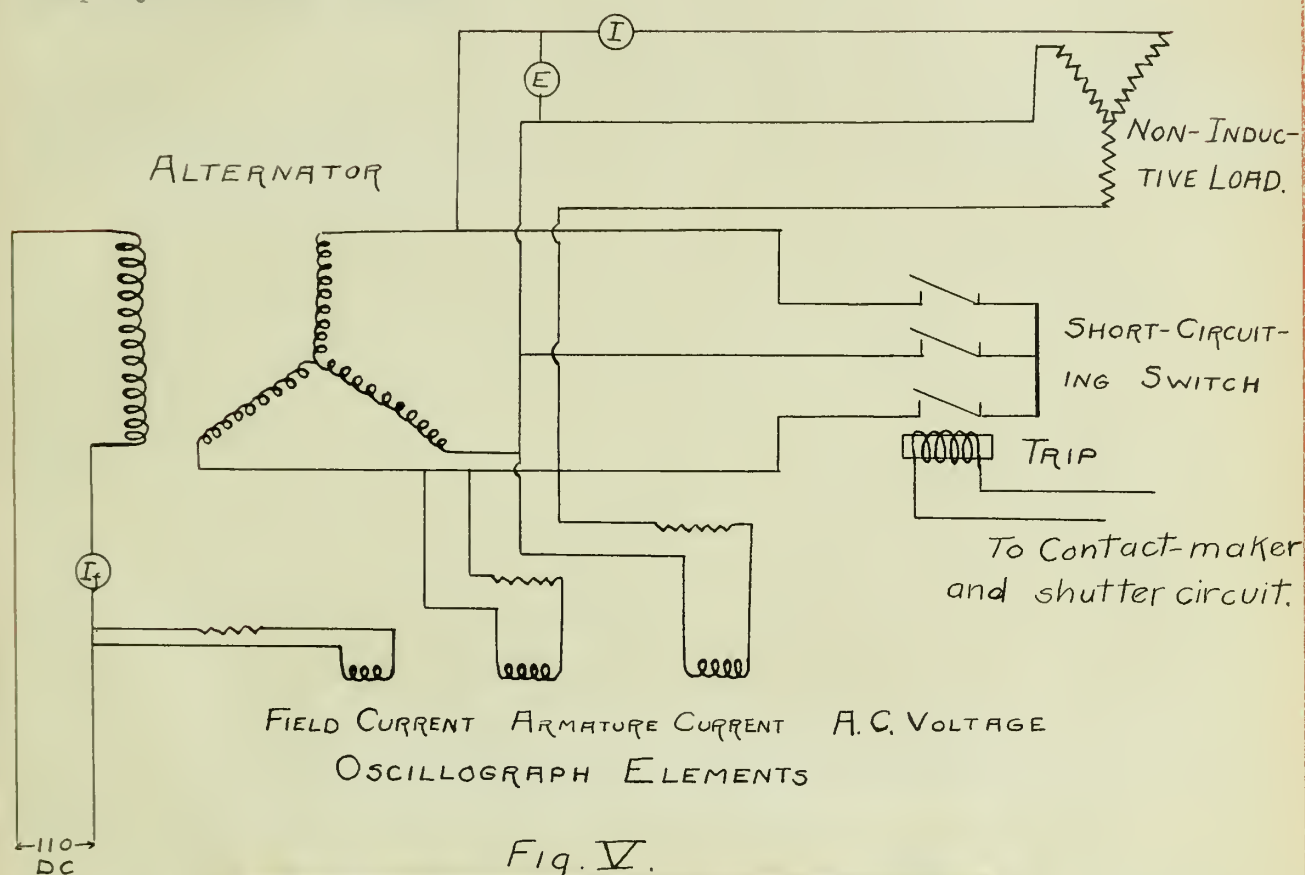 I
E
ALTERNATOR
NON-INDUC-
TIVE LOAD.
SHORT-CIRCUIT-
ING SWITCH
TRIP
To Contact-maker
and shutter circuit.
If
FIELD CURRENT ARMATURE CURRENT A.C. VOLTAGE
OSCILLOGRAPH ELEMENTS
110
DC
Fig. V.